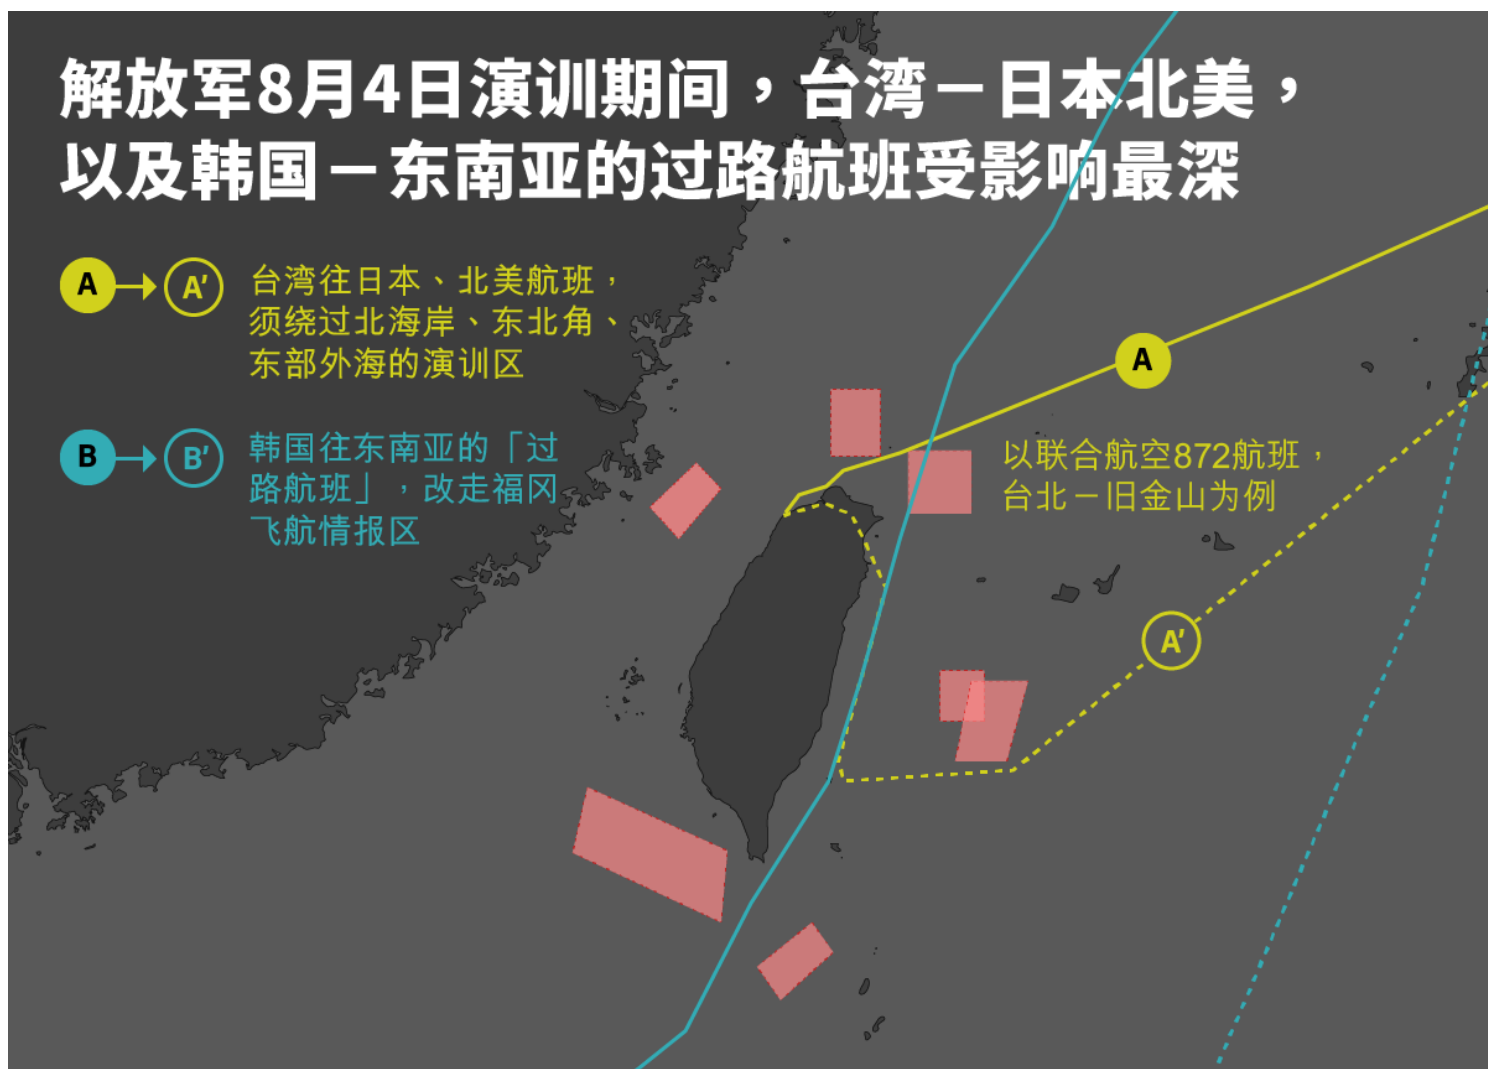 解放军8月4日演训期间，台湾－日本北美，
以及韩国－东南亚的过路航班受影响最深
A A’ 台湾往日本、北美航班，
须绕过北海岸、东北角、
东部外海的演训区
B B’ 韩国往东南亚的「过
路航班」，改走福冈
飞航情报区
A
以联合航空872航班，
台北－旧金山为例
A’